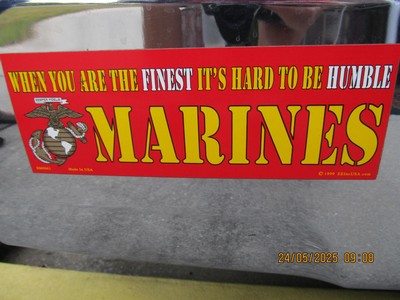 WHEN YOU ARE THE FINEST IT'S HARD TO BE HUMBLE
MARINES
Made in USA
24/05/2025 09:08